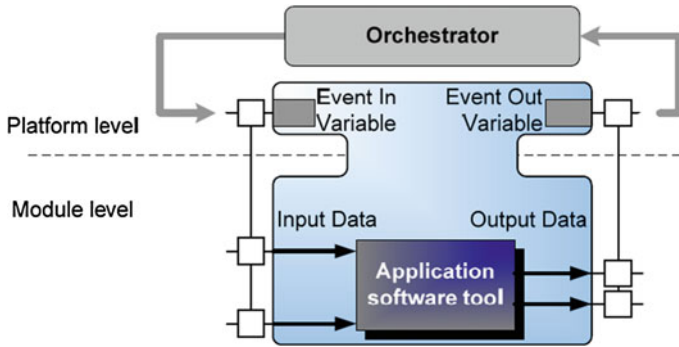 Orchestrator
Event In
Variable
Event Out
Variable
Platform level
Module level
Input Data
Output Data
Application
software tool